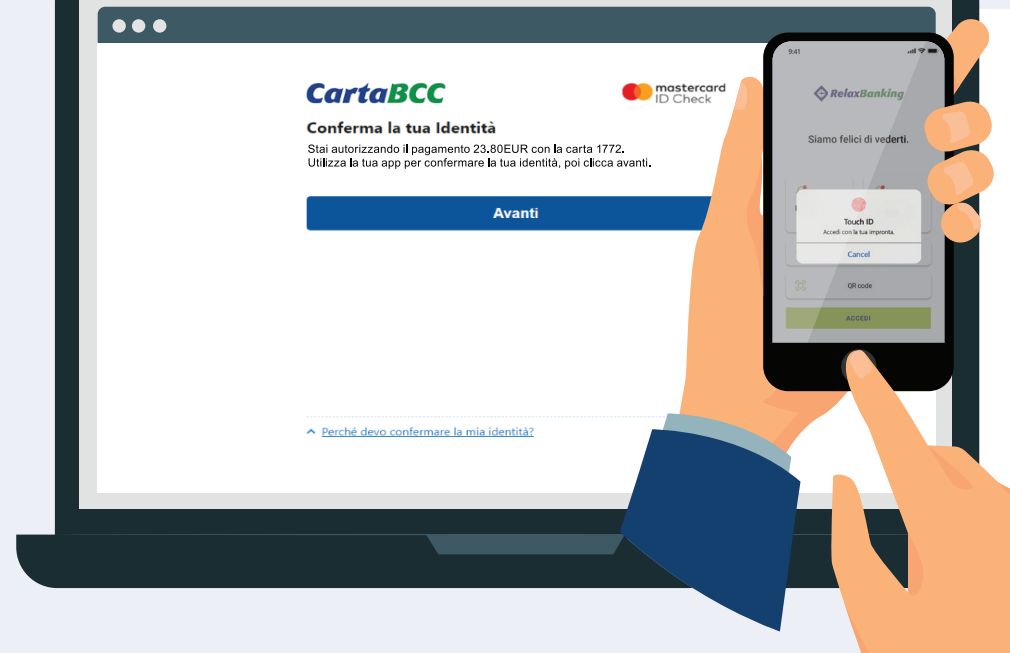 CartaBCC
mastercard
ID Check
Conferma la tua Identità
Stai autorizzando il pagamento 23.80EUR con la carta 1772.
Utilizza la tua app per confermare la tua identità, poi clicca avanti.
Avanti
Perché devo confermare la mia identità?
9:41
RelaxBanking
Siamo felici di vederti.
Touch ID
Accedi con la tua impronta.
Cancel
QR code
ACCEDI